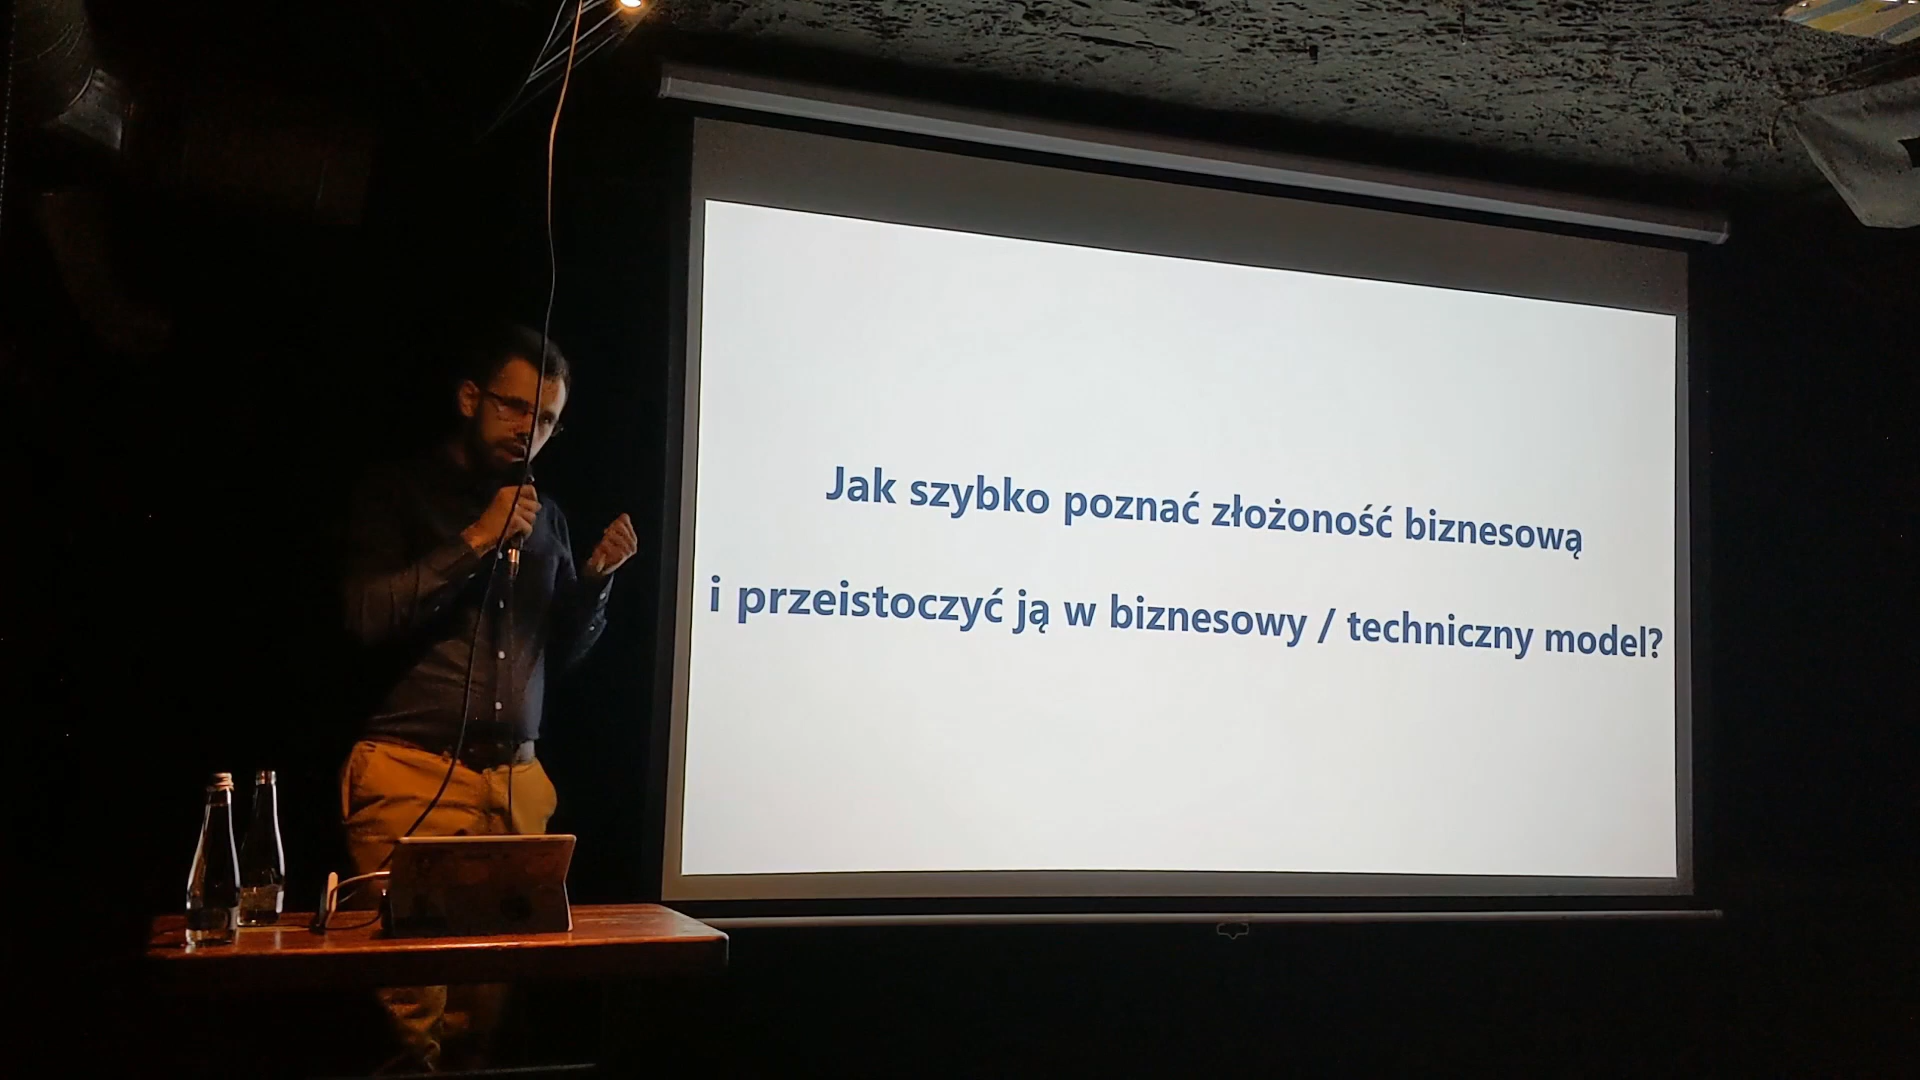 Jak szybko poznać złożoność biznesową
i przeistoczyć ją w biznesowy / techniczny model?